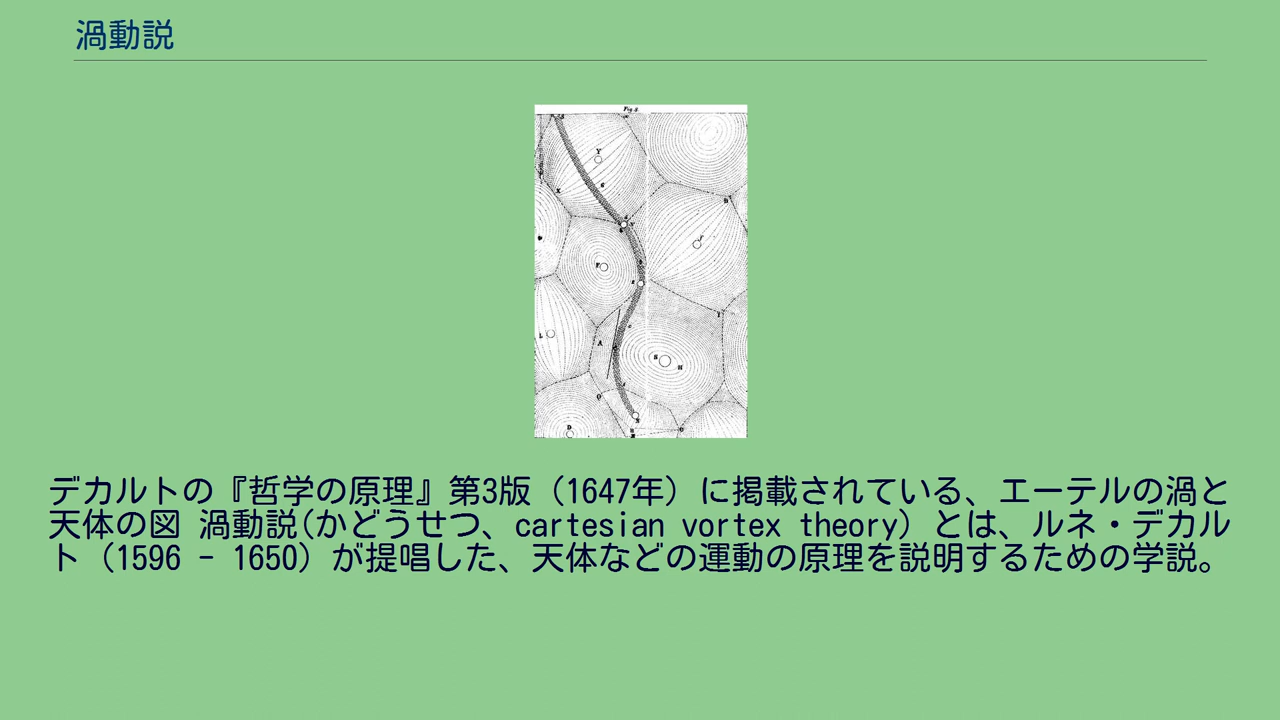 渦動説
Fig. 3.
デカルトの『哲学の原理』第3版（1647年）に掲載されている、エーテルの渦と
天体の図 渦動説(かどうせつ、cartesian vortex theory) とは、ルネ・デカル
ト（1596 - 1650）が提唱した、天体などの運動の原理を説明するための学説。